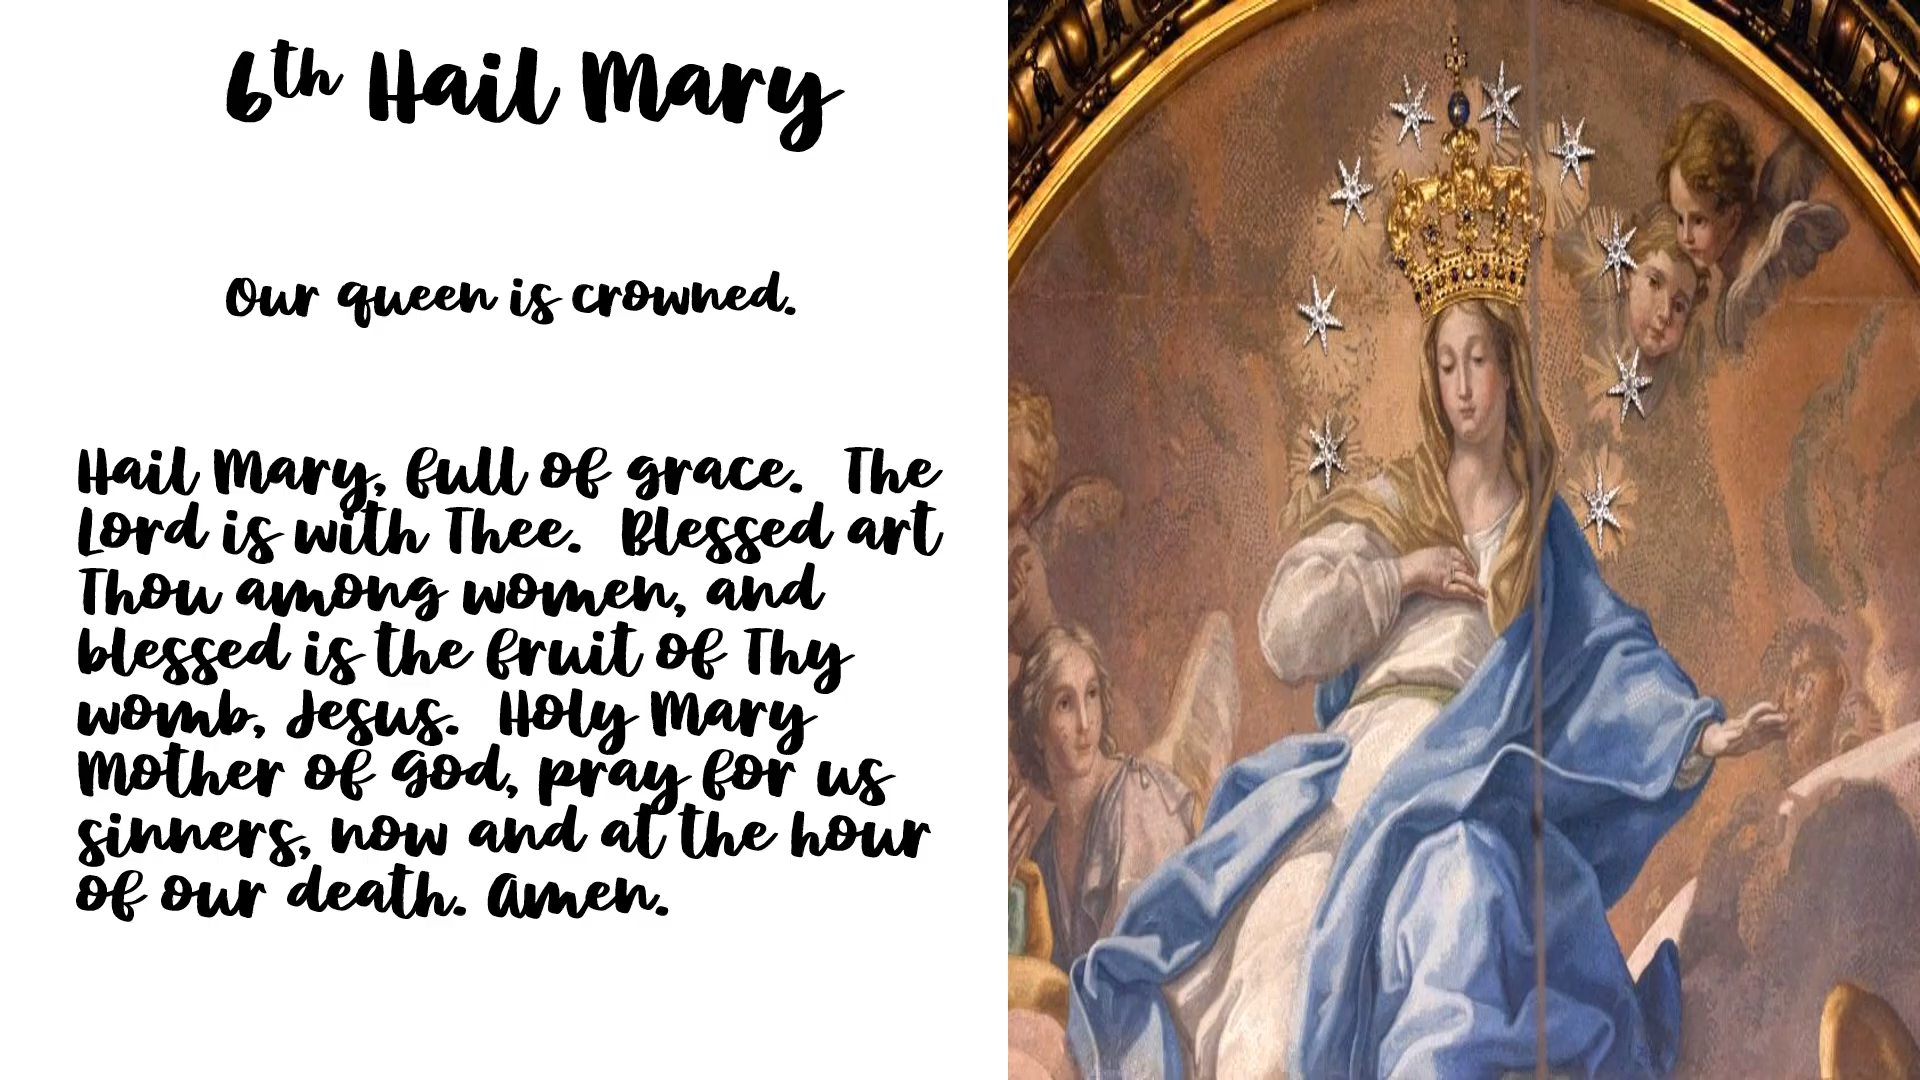 6th Hail Mary
Our queen is crowned.
Hail Mary, full of grace.  The
Lord is with Thee.  Blessed art
Thou among women, and
blessed is the fruit of Thy
womb, Jesus.  Holy Mary
Mother of God, pray for us
sinners, now and at the hour
of our death. Amen.